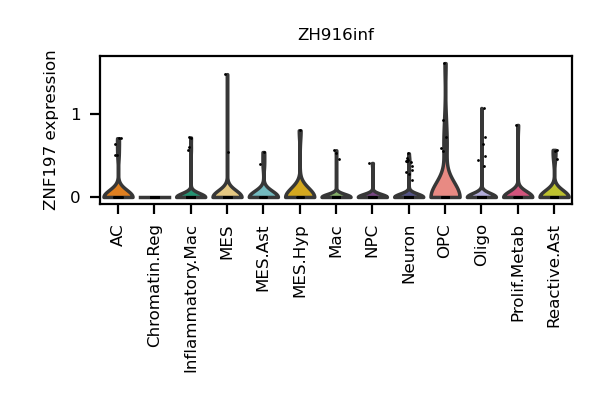 ZH916inf
ZNF197 expression
1
0
AC
Chromatin.Reg
Inflammatory.Mac
MES
MES.Ast
MES.Hyp
Mac
NPC
Neuron
OPC
Oligo
Prolif.Metab
Reactive.Ast